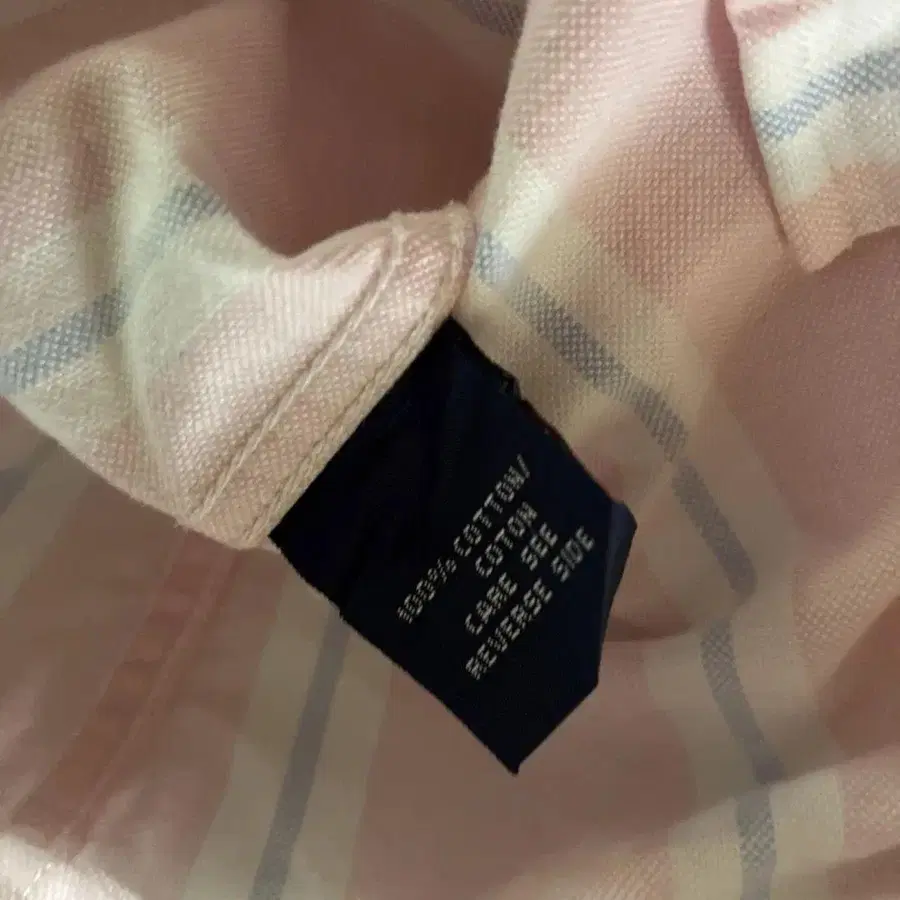 100% COTTON/
COTON
CARE SEE
REVERSE SIDE